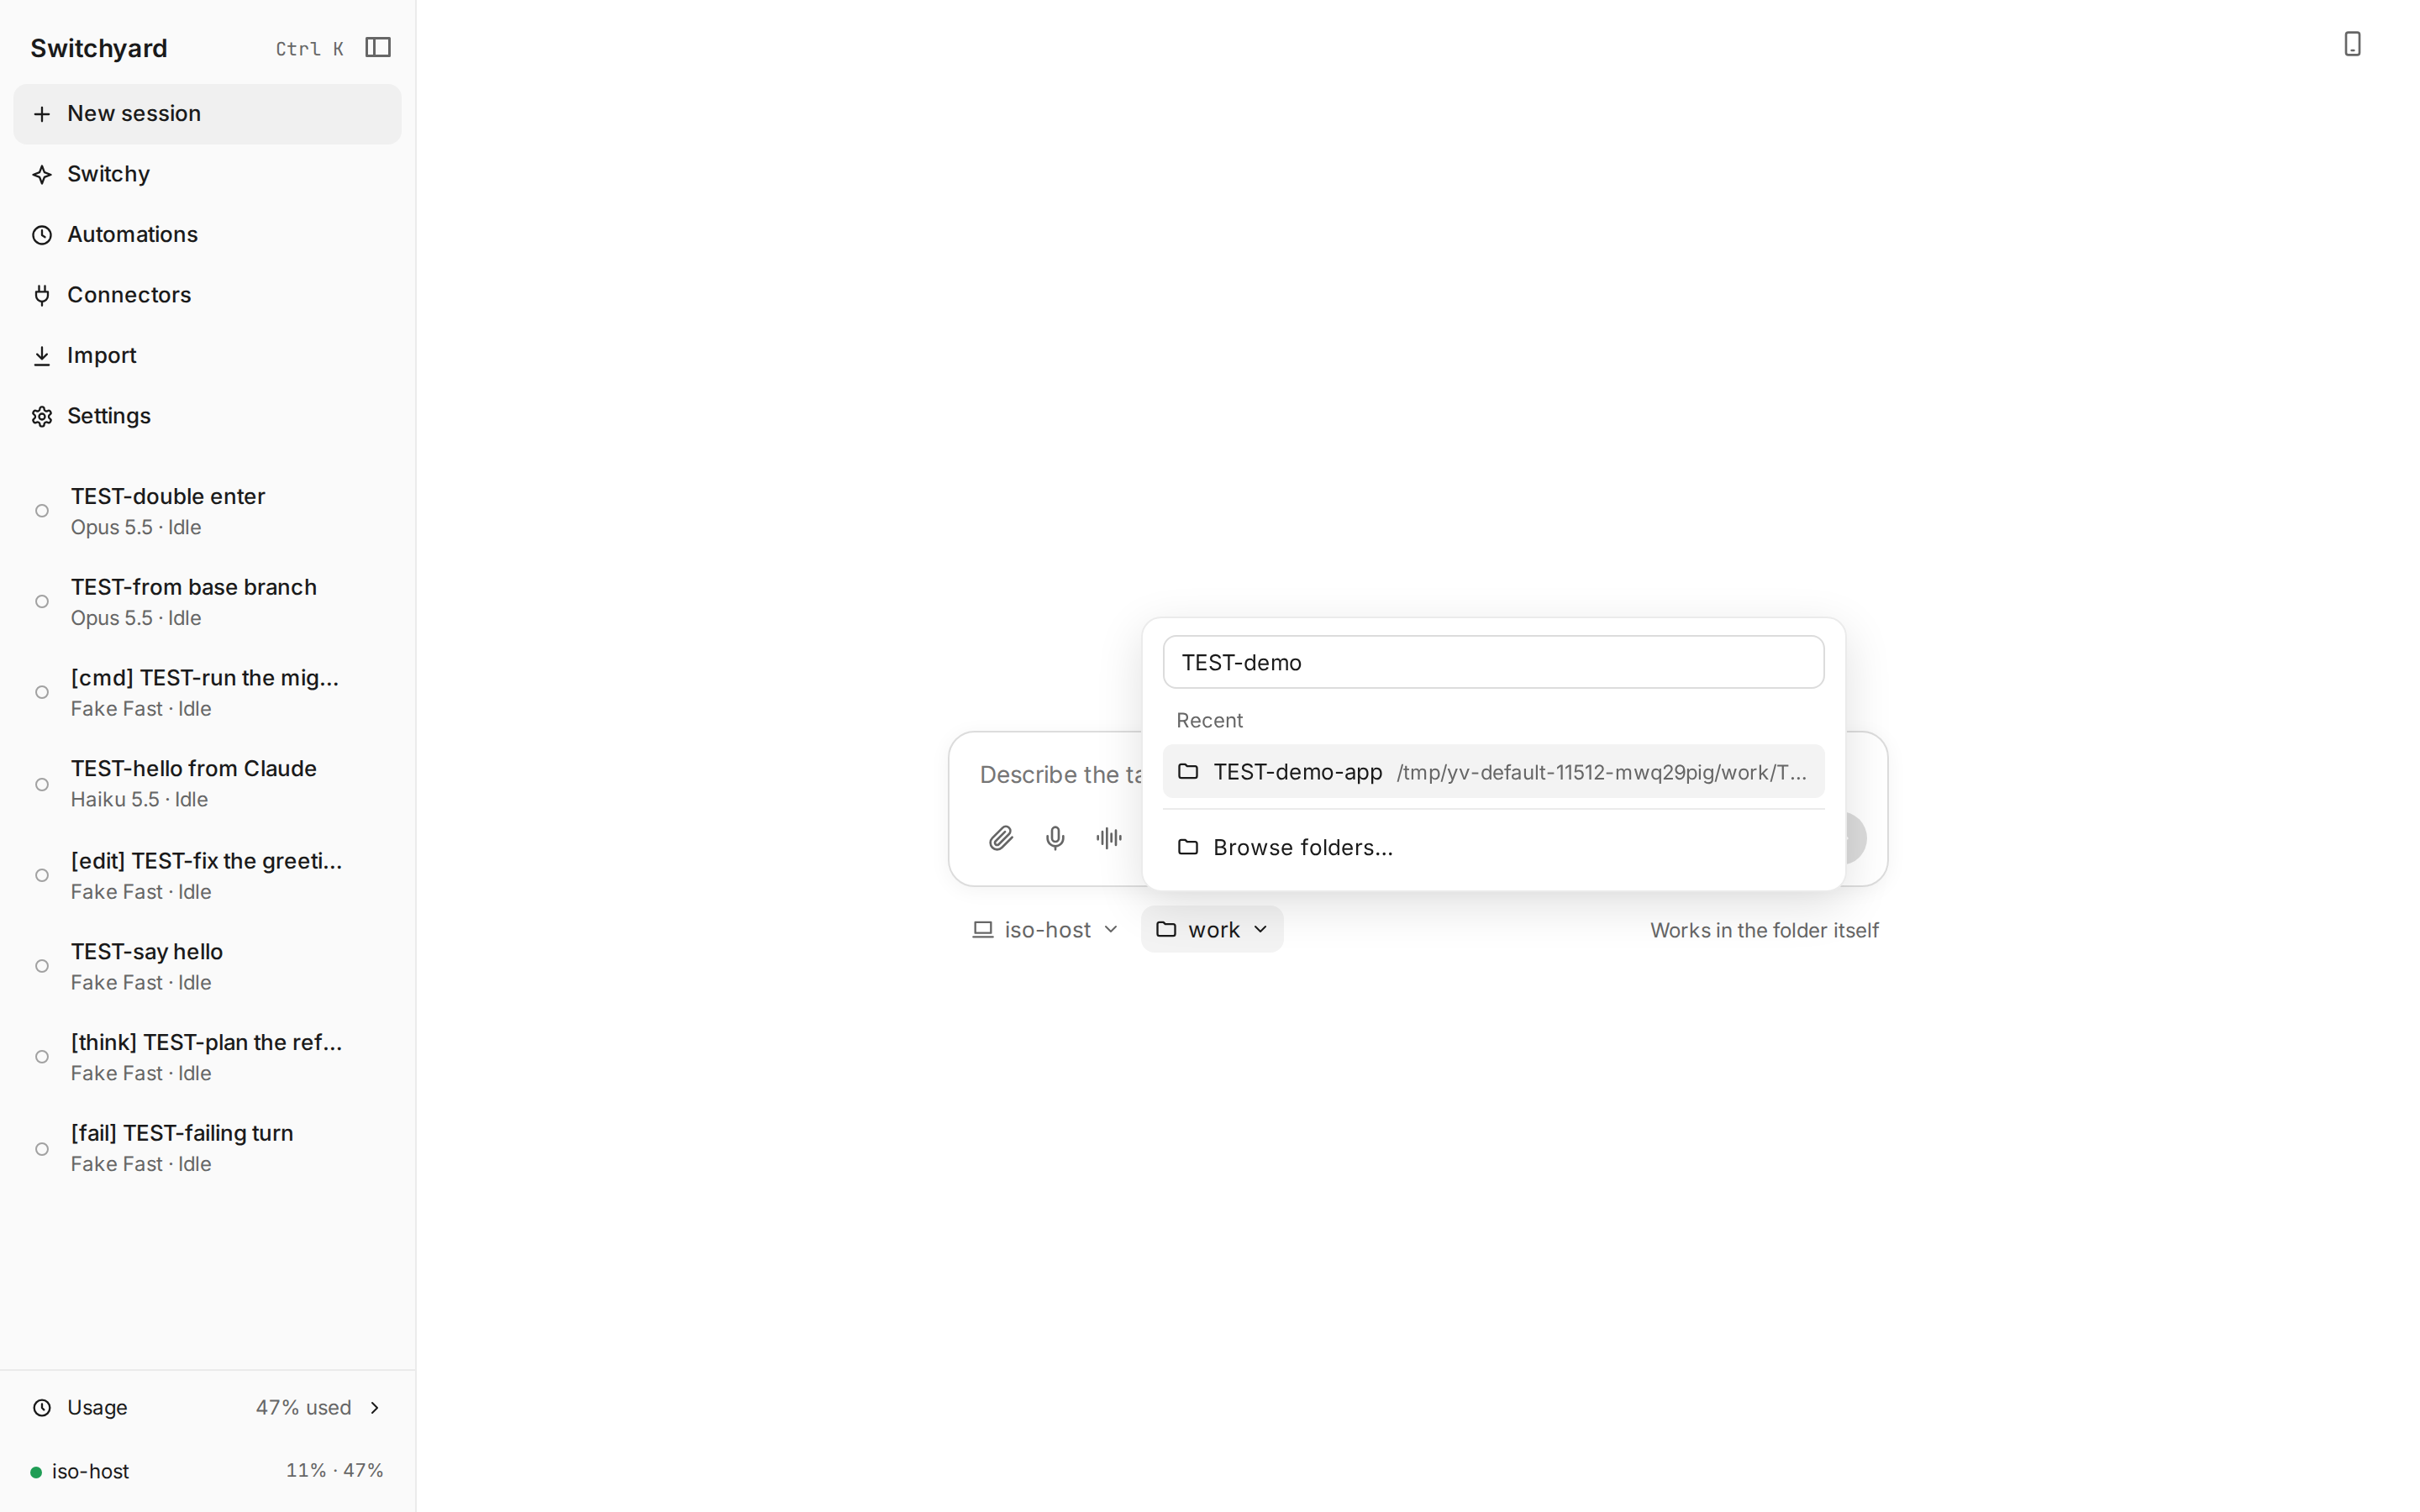 Switchyard Ctrl K
New session
Switchy
Automations
Connectors
Import
Settings
TEST-double enter
Opus 5.5 · Idle
TEST-from base branch
Opus 5.5 · Idle
[cmd] TEST-run the mig...
Fake Fast · Idle
TEST-hello from Claude
Haiku 5.5 · Idle
[edit] TEST-fix the greeti...
Fake Fast · Idle
TEST-say hello
Fake Fast · Idle
[think] TEST-plan the ref...
Fake Fast · Idle
[fail] TEST-failing turn
Fake Fast · Idle
Usage 47% used
iso-host 11% · 47%
TEST-demo
Recent
TEST-demo-app /tmp/yv-default-11512-mwq29pig/work/T...
Browse folders...
Describe the ta
iso-host work Works in the folder itself